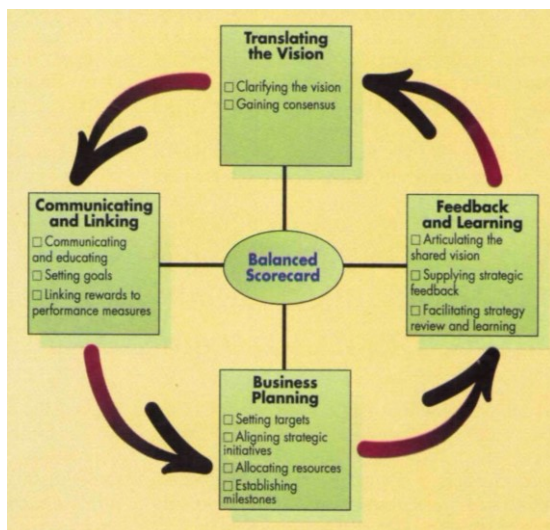 Translating
the Vision
☐ Clarifying the vision
☐ Gaining consensus
Communicating
and Linking
☐ Communicating
and educating
☐ Setting goals
☐ Linking rewards to
performance measures
Balanced
Scorecard
Feedback
and Learning
☐ Articulating the
shared vision
☐ Supplying strategic
feedback
☐ Facilitating strategy
review and learning
Business
Planning
☐ Setting targets
☐ Aligning strategic
initiatives
☐ Allocating resources
☐ Establishing
milestones